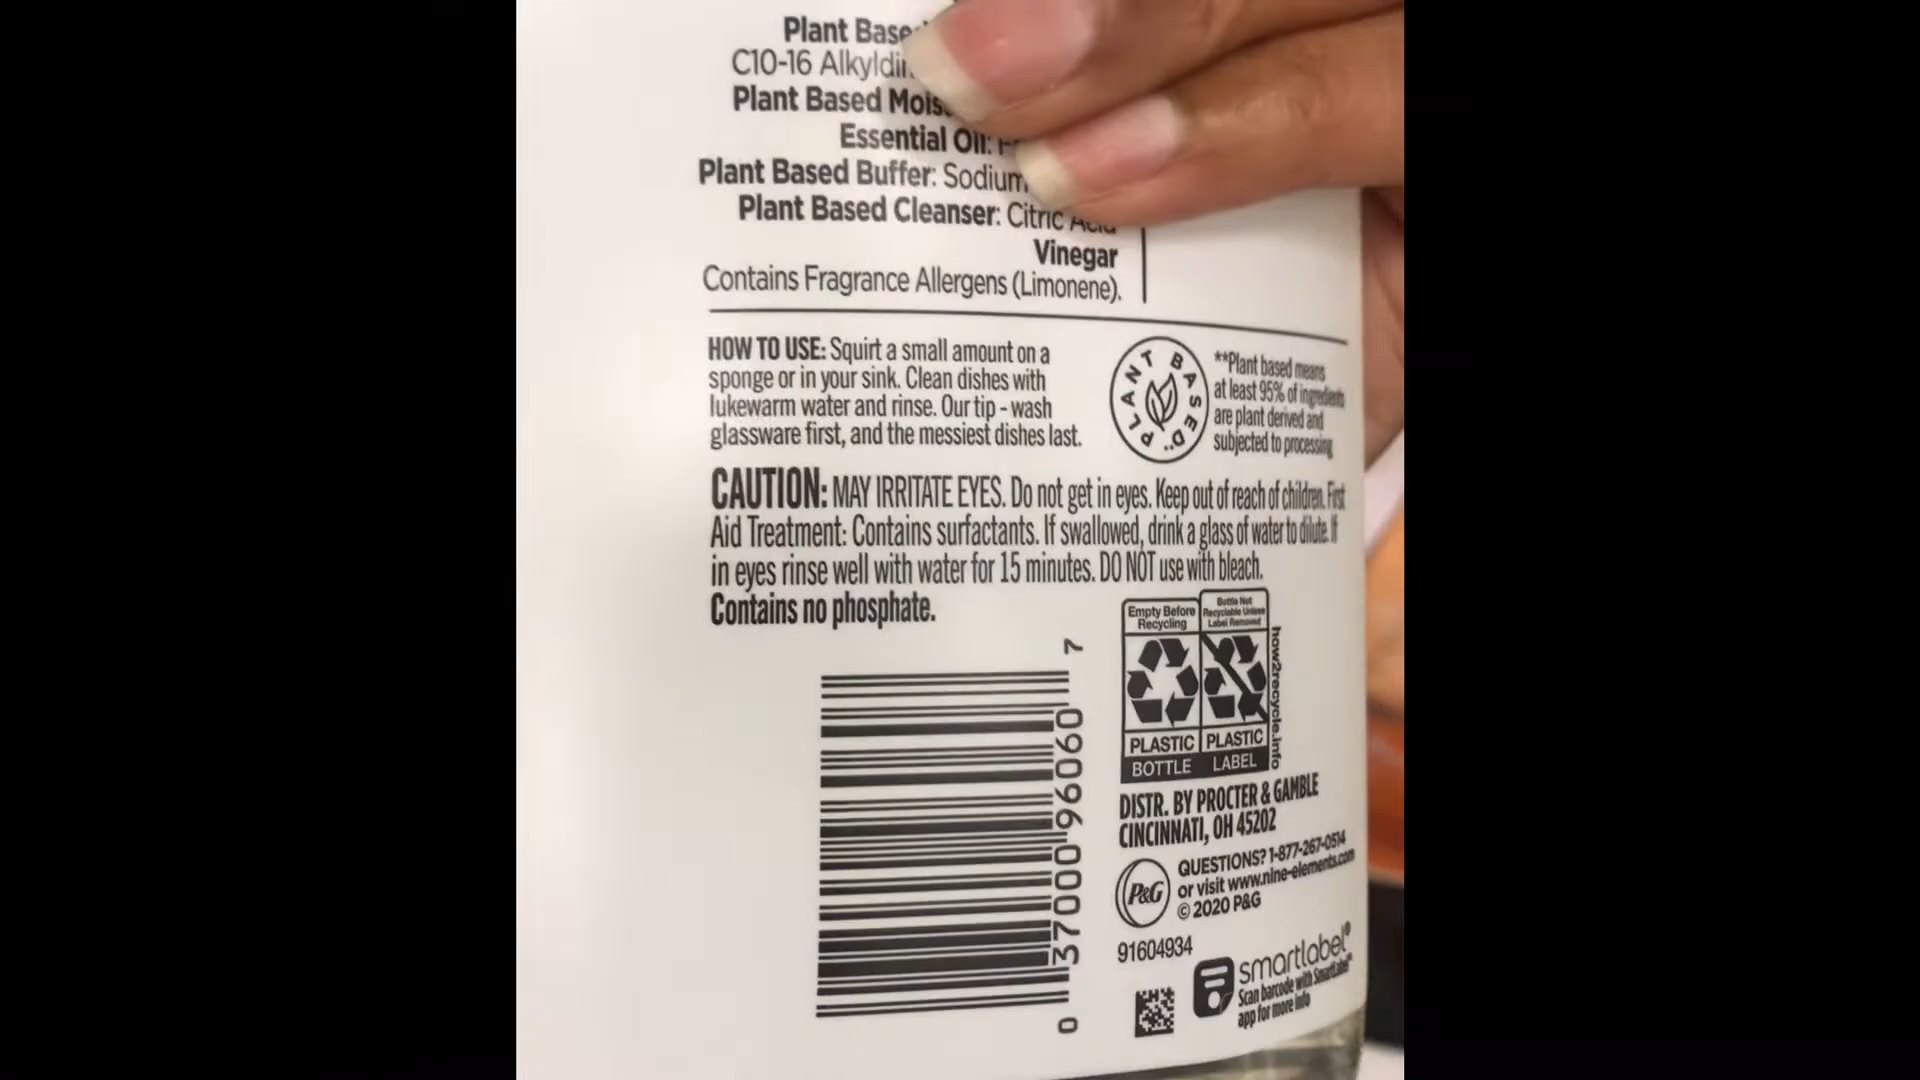 Plant Base
C10-16 Alkyldi
Plant Based Mois
Essential Oil:
Plant Based Buffer: Sodium
Plant Based Cleanser: Citric Acid
Vinegar
Contains Fragrance Allergens (Limonene).
HOW TO USE: Squirt a small amount on a
sponge or in your sink. Clean dishes with
lukewarm water and rinse. Our tip - wash
glassware first, and the messiest dishes last.
PLANT BASED**
**Plant based means
at least 95% of ingredients
are plant derived and
subjected to processing
CAUTION: MAY IRRITATE EYES. Do not get in eyes. Keep out of reach of children. First
Aid Treatment: Contains surfactants. If swallowed, drink a glass of water to dilute. If
in eyes rinse well with water for 15 minutes. DO NOT use with bleach.
Contains no phosphate.
0 37000 96060 7
Empty Before
Recycling
PLASTIC
BOTTLE
Bottle Not
Recyclable Unless
Label Removed
PLASTIC
LABEL
how2recycle.info
DISTR. BY PROCTER & GAMBLE
CINCINNATI, OH 45202
P&G
QUESTIONS? 1-877-267-0514
or visit www.nine-elements.com
© 2020 P&G
91604934
smartlabel®
Scan barcode with SmartLabel™
app for more info